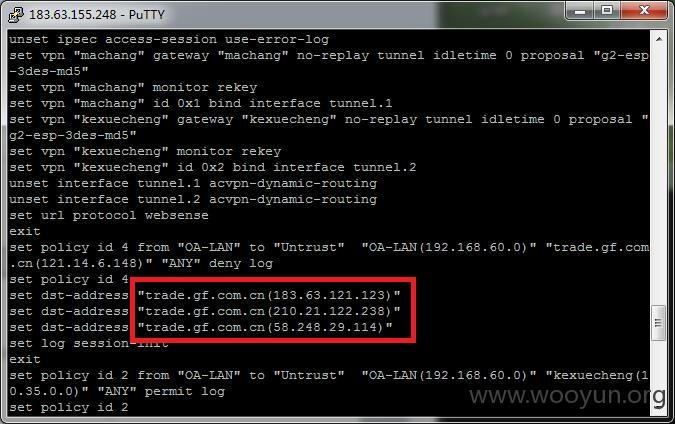 183.63.155.248 - PuTTY
unset ipsec access-session use-error-log
set vpn "machang" gateway "machang" no-replay tunnel idletime 0 proposal "g2-esp
-3des-md5"
set vpn "machang" monitor rekey
set vpn "machang" id 0x1 bind interface tunnel.1
set vpn "kexuecheng" gateway "kexuecheng" no-replay tunnel idletime 0 proposal "
g2-esp-3des-md5"
set vpn "kexuecheng" monitor rekey
set vpn "kexuecheng" id 0x2 bind interface tunnel.2
unset interface tunnel.1 acvpn-dynamic-routing
unset interface tunnel.2 acvpn-dynamic-routing
set url protocol websense
exit
set policy id 4 from "OA-LAN" to "Untrust"  "OA-LAN(192.168.60.0)" "trade.gf.com
.cn(121.14.6.148)" "ANY" deny log
set policy id 4
set dst-address "trade.gf.com.cn(183.63.121.123)"
set dst-address "trade.gf.com.cn(210.21.122.238)"
set dst-address "trade.gf.com.cn(58.248.29.114)"
set log session-init
exit
set policy id 2 from "OA-LAN" to "Untrust"  "OA-LAN(192.168.60.0)" "kexuecheng(1
0.35.0.0)" "ANY" permit log
set policy id 2
www.wooyun.org